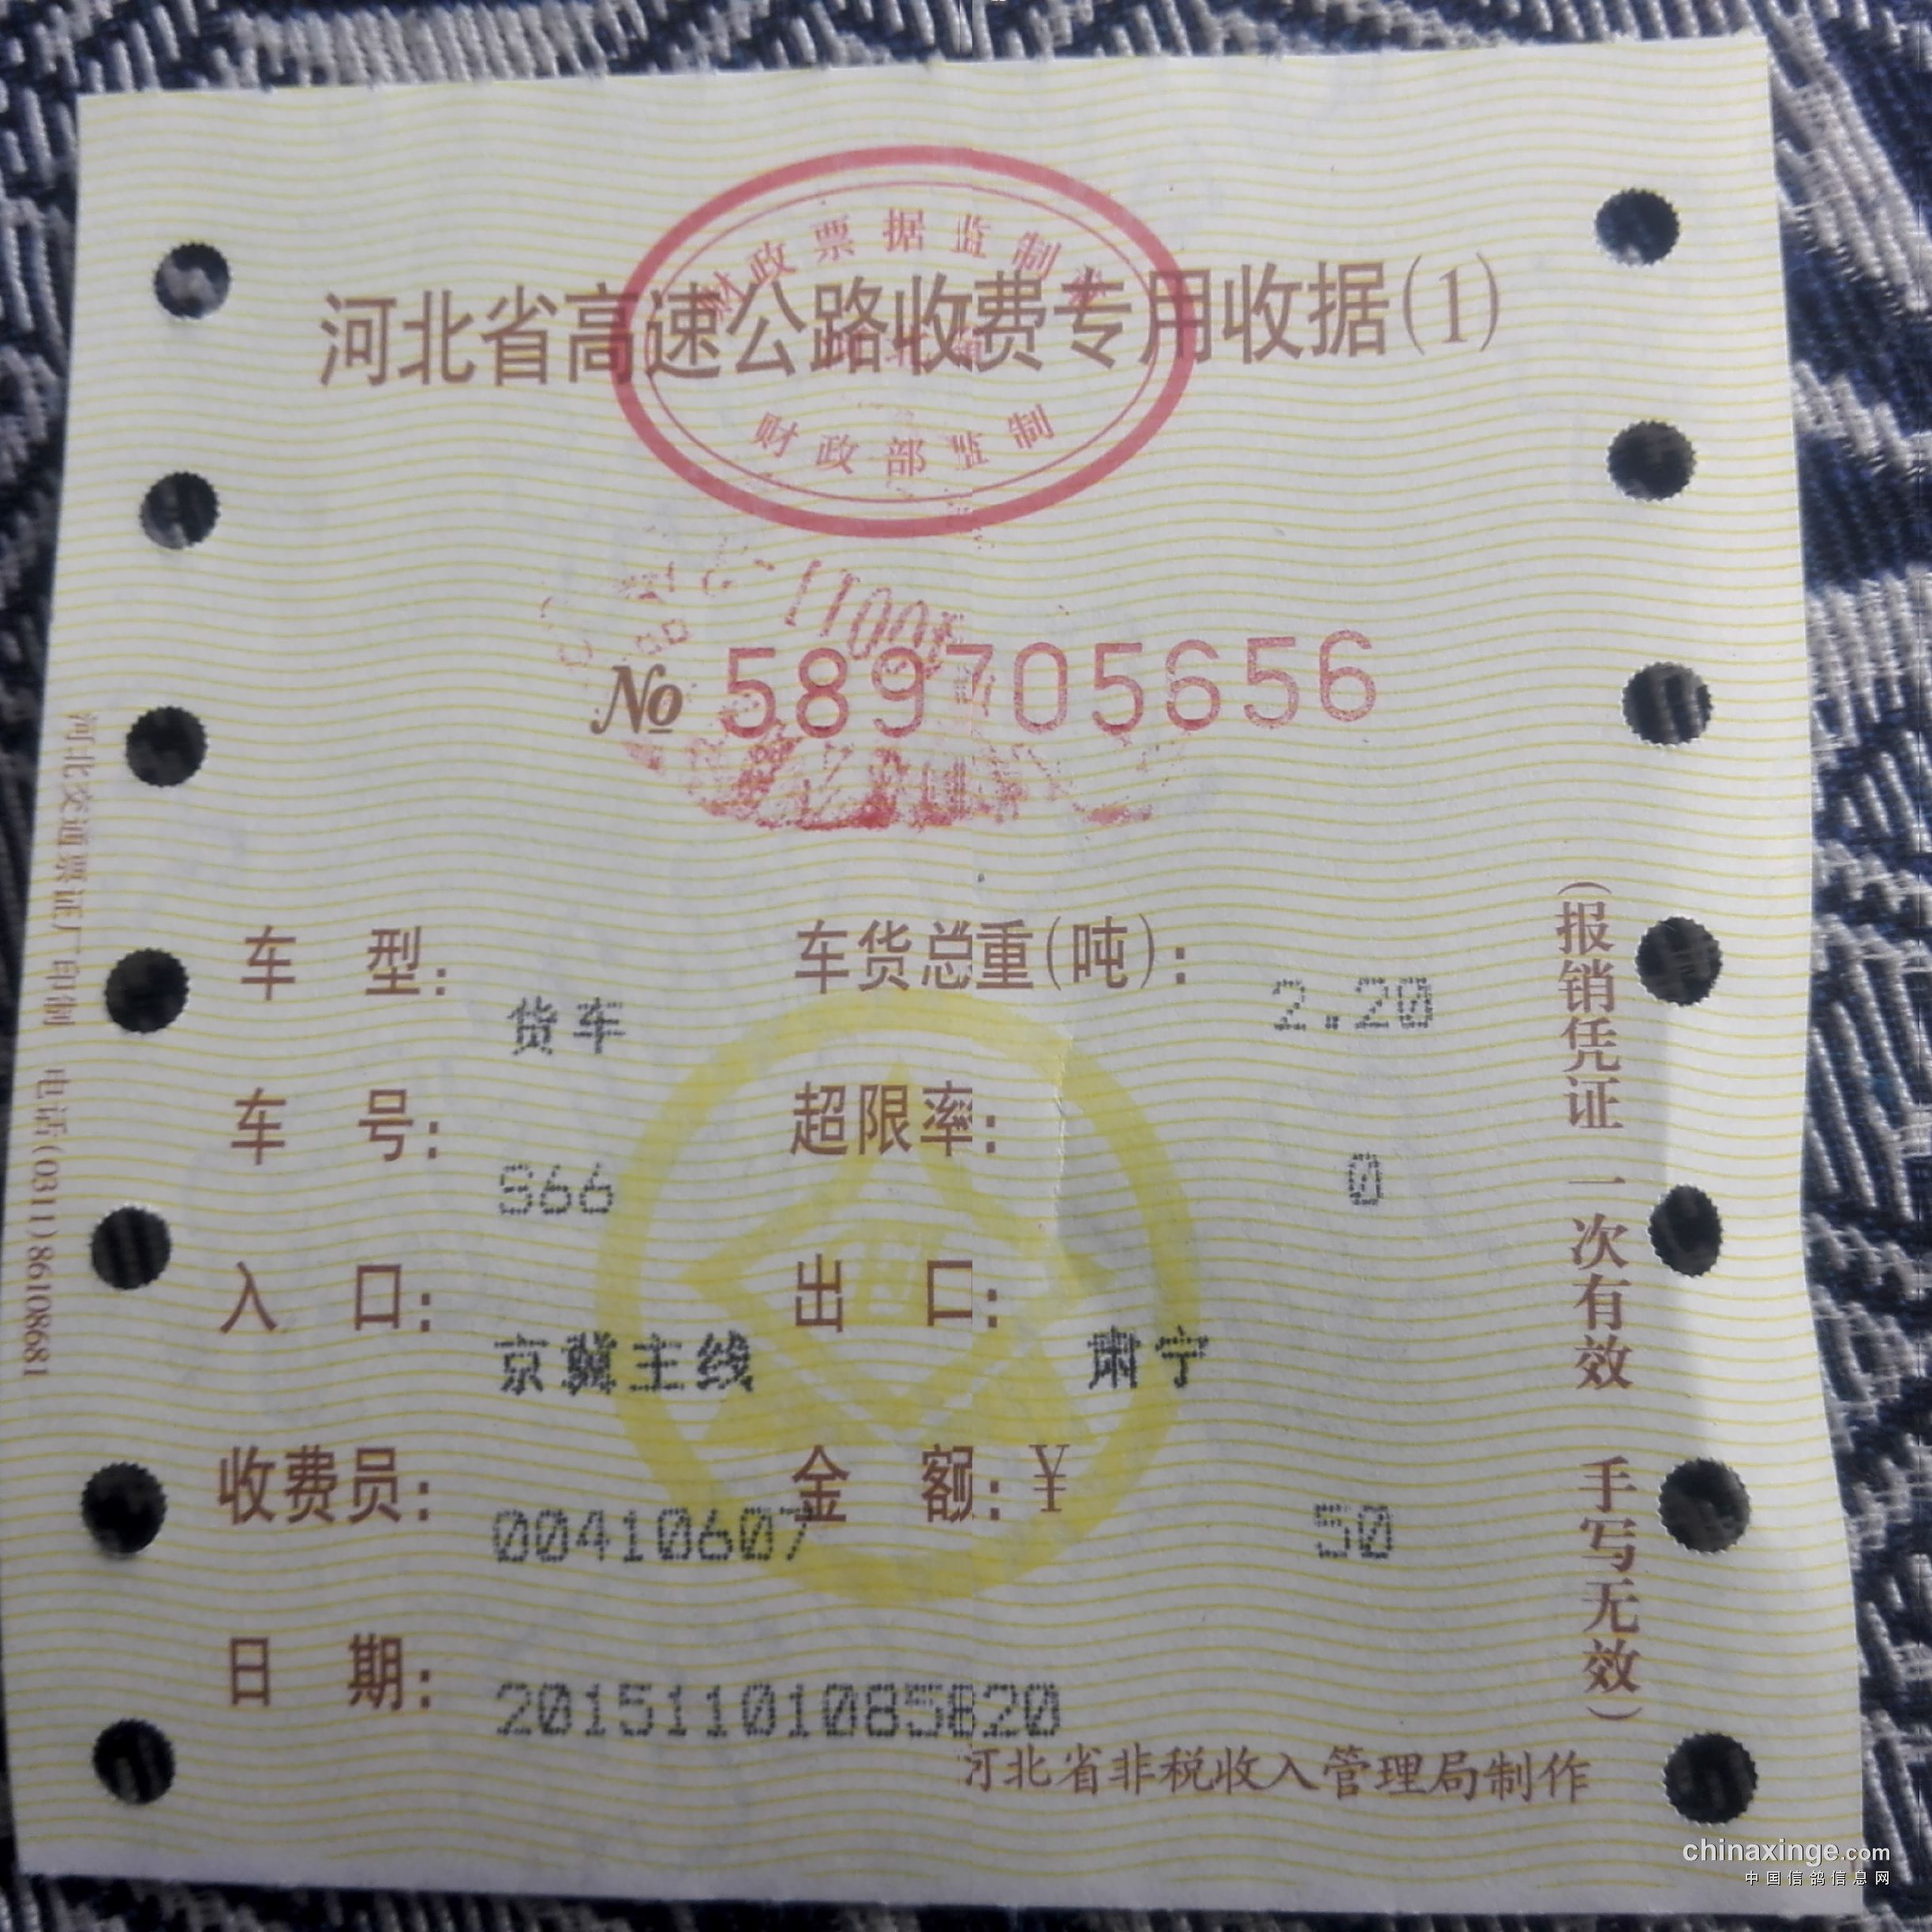 财政票据监制章
河北省高速公路收费专用收据(1)
财政部监制
11001
№ 589705656
车 型: 货车 车货总重(吨): 2.20
车 号: S66 超限率: 0
入 口: 京冀主线 出 口: 肃宁
收费员: 00410607 金 额:¥ 50
日 期: 20151101085820
河北省非税收入管理局制作
(报销凭证 一次有效 手写无效)
河北交通票证厂印制 电话(0311)86108681
chinaxinge.com
中国信鸽信息网